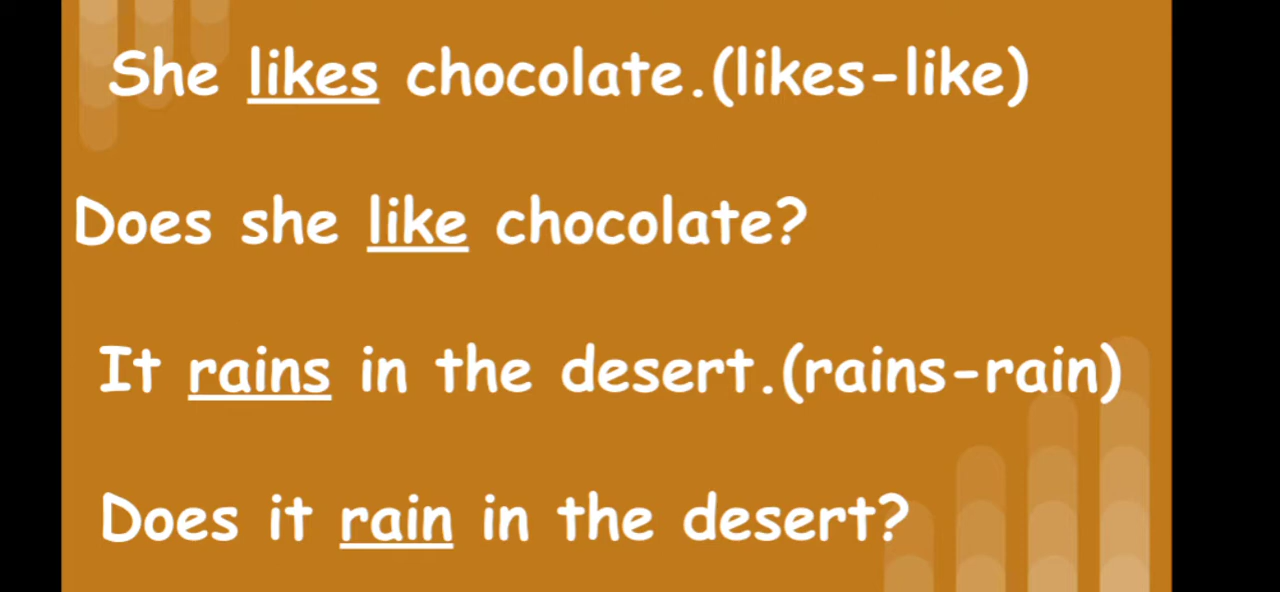 She likes chocolate.(likes-like)
Does she like chocolate?
It rains in the desert.(rains-rain)
Does it rain in the desert?